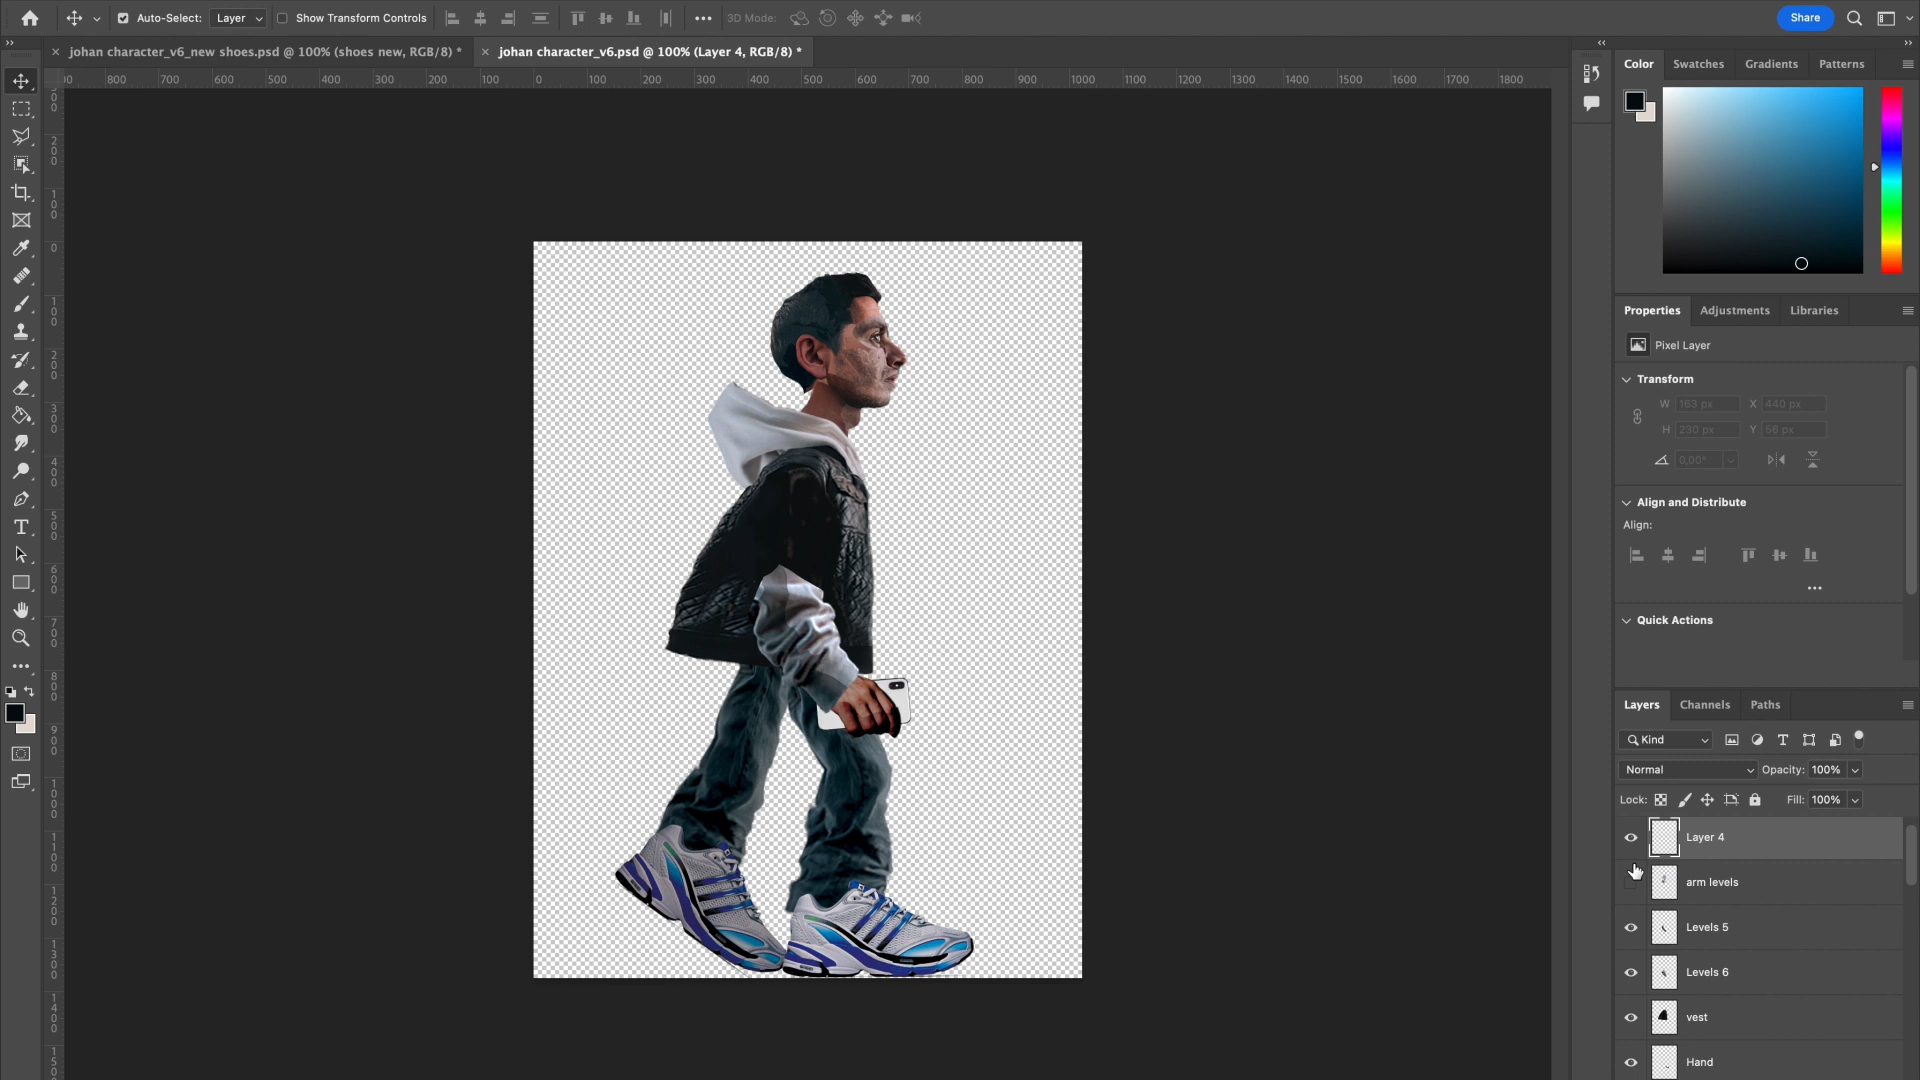 Auto-Select: Layer Show Transform Controls 3D Mode: Share
johan character_v6_new shoes.psd @ 100% (shoes new, RGB/8) * johan character_v6.psd @ 100% (Layer 4, RGB/8) *
800 700 600 500 400 300 200 100 0 100 200 300 400 500 600 700 800 900 1000 1100 1200 1300 1400 1500 1600 1700 1800
Color Swatches Gradients Patterns
Properties Adjustments Libraries
Pixel Layer
Transform
W 163 px X 440 px
H 230 px Y 56 px
0,00°
Align and Distribute
Align:
Quick Actions
Layers Channels Paths
Kind
Normal Opacity: 100%
Lock: Fill: 100%
Layer 4
arm levels
Levels 5
Levels 6
vest
Hand